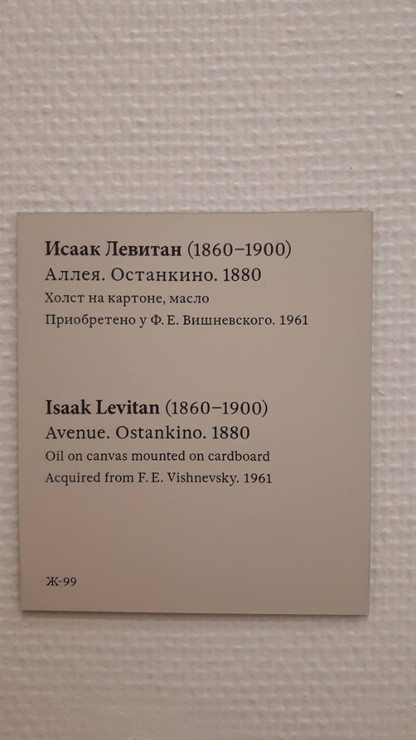 Исаак Левитан (1860–1900)
Аллея. Останкино. 1880
Холст на картоне, масло
Приобретено у Ф. Е. Вишневского. 1961
Isaak Levitan (1860–1900)
Avenue. Ostankino. 1880
Oil on canvas mounted on cardboard
Acquired from F. E. Vishnevsky. 1961
Ж-99